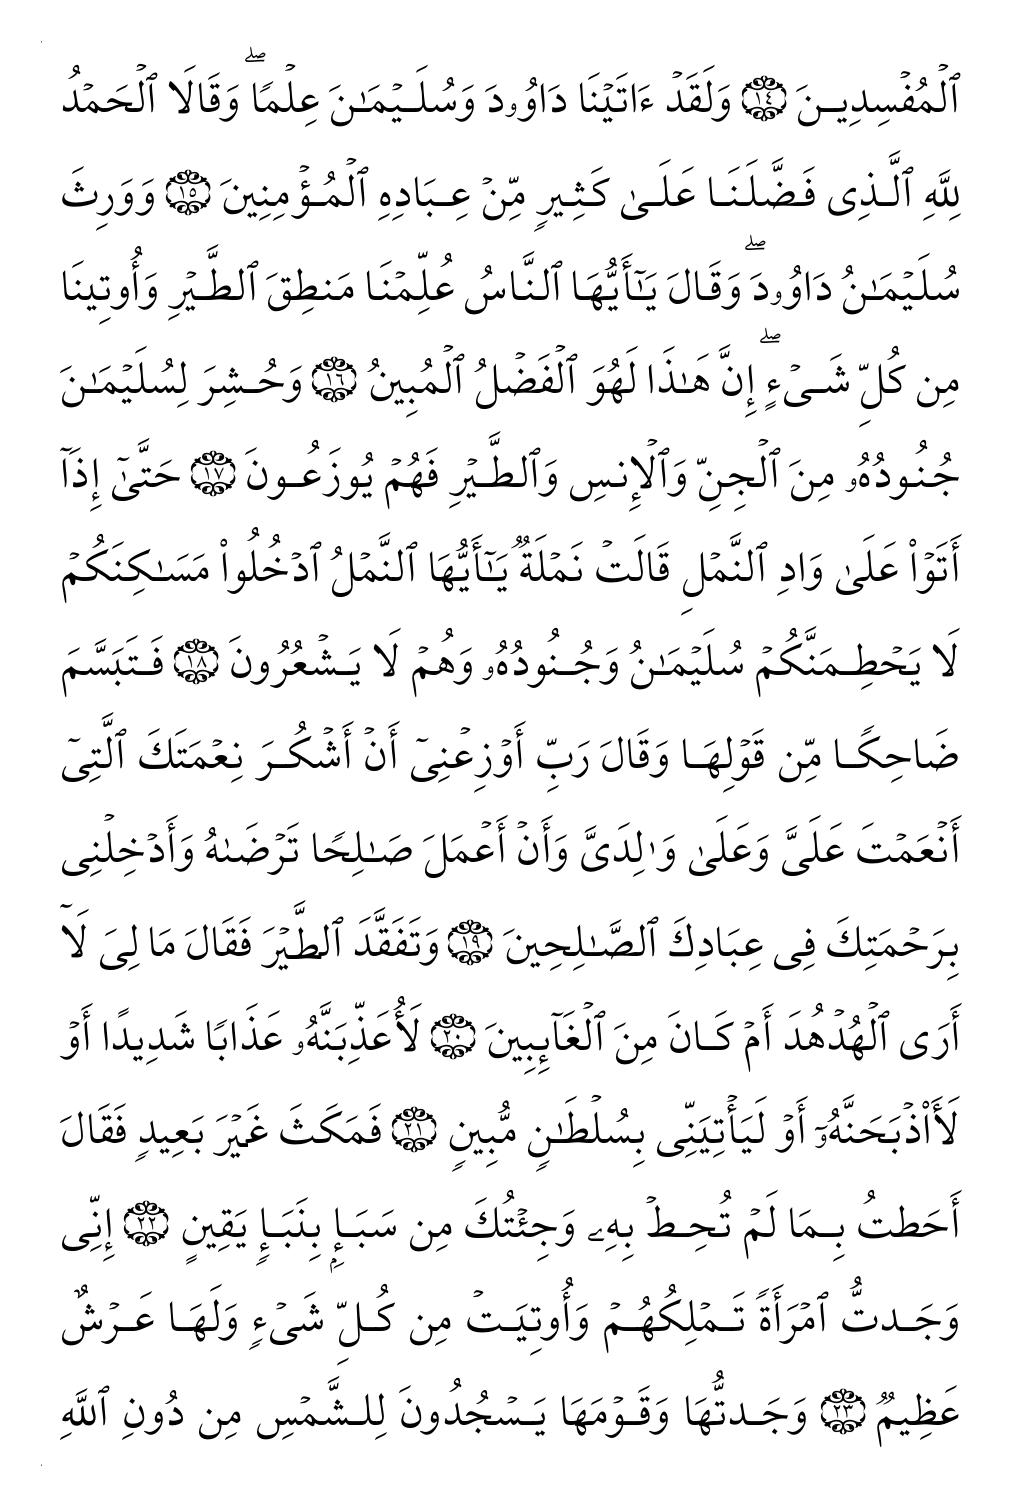 ٱلۡمُفۡسِدِينَ ١٤ وَلَقَدۡ ءَاتَيۡنَا دَاوُۥدَ وَسُلَيۡمَٰنَ عِلۡمٗاۖ وَقَالَا ٱلۡحَمۡدُ
لِلَّهِ ٱلَّذِي فَضَّلَنَا عَلَىٰ كَثِيرٖ مِّنۡ عِبَادِهِ ٱلۡمُؤۡمِنِينَ ١٥ وَوَرِثَ
سُلَيۡمَٰنُ دَاوُۥدَۖ وَقَالَ يَٰٓأَيُّهَا ٱلنَّاسُ عُلِّمۡنَا مَنطِقَ ٱلطَّيۡرِ وَأُوتِينَا
مِن كُلِّ شَيۡءٍۖ إِنَّ هَٰذَا لَهُوَ ٱلۡفَضۡلُ ٱلۡمُبِينُ ١٦ وَحُشِرَ لِسُلَيۡمَٰنَ
جُنُودُهُۥ مِنَ ٱلۡجِنِّ وَٱلۡإِنسِ وَٱلطَّيۡرِ فَهُمۡ يُوزَعُونَ ١٧ حَتَّىٰٓ إِذَآ
أَتَوۡاْ عَلَىٰ وَادِ ٱلنَّمۡلِ قَالَتۡ نَمۡلَةٞ يَٰٓأَيُّهَا ٱلنَّمۡلُ ٱدۡخُلُواْ مَسَٰكِنَكُمۡ
لَا يَحۡطِمَنَّكُمۡ سُلَيۡمَٰنُ وَجُنُودُهُۥ وَهُمۡ لَا يَشۡعُرُونَ ١٨ فَتَبَسَّمَ
ضَاحِكٗا مِّن قَوۡلِهَا وَقَالَ رَبِّ أَوۡزِعۡنِيٓ أَنۡ أَشۡكُرَ نِعۡمَتَكَ ٱلَّتِيٓ
أَنۡعَمۡتَ عَلَيَّ وَعَلَىٰ وَٰلِدَيَّ وَأَنۡ أَعۡمَلَ صَٰلِحٗا تَرۡضَىٰهُ وَأَدۡخِلۡنِي
بِرَحۡمَتِكَ فِي عِبَادِكَ ٱلصَّٰلِحِينَ ١٩ وَتَفَقَّدَ ٱلطَّيۡرَ فَقَالَ مَا لِيَ لَآ
أَرَى ٱلۡهُدۡهُدَ أَمۡ كَانَ مِنَ ٱلۡغَآئِبِينَ ٢٠ لَأُعَذِّبَنَّهُۥ عَذَابٗا شَدِيدًا أَوۡ
لَأَاْذۡبَحَنَّهُۥٓ أَوۡ لَيَأۡتِيَنِّي بِسُلۡطَٰنٖ مُّبِينٖ ٢١ فَمَكَثَ غَيۡرَ بَعِيدٖ فَقَالَ
أَحَطتُ بِمَا لَمۡ تُحِطۡ بِهِۦ وَجِئۡتُكَ مِن سَبَإِۭ بِنَبَإٖ يَقِينٍ ٢٢ إِنِّي
وَجَدتُّ ٱمۡرَأَةٗ تَمۡلِكُهُمۡ وَأُوتِيَتۡ مِن كُلِّ شَيۡءٖ وَلَهَا عَرۡشٌ
عَظِيمٞ ٢٣ وَجَدتُّهَا وَقَوۡمَهَا يَسۡجُدُونَ لِلشَّمۡسِ مِن دُونِ ٱللَّهِ